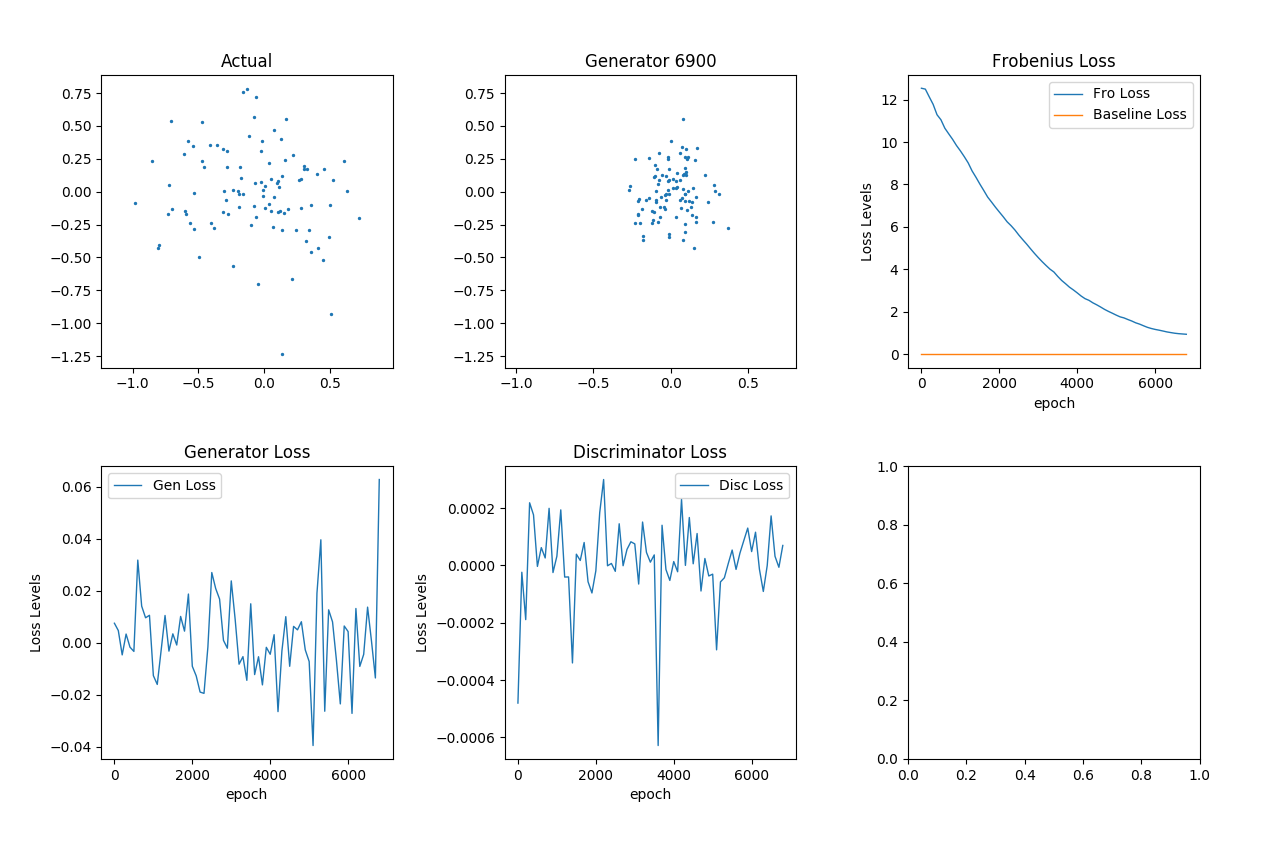 Actual
0.75
0.50
0.25
0.00
−0.25
−0.50
−0.75
−1.00
−1.25
−1.0 −0.5 0.0 0.5
Generator 6900
0.75
0.50
0.25
0.00
−0.25
−0.50
−0.75
−1.00
−1.25
−1.0 −0.5 0.0 0.5
Frobenius Loss
Fro Loss
Baseline Loss
Loss Levels
12
10
8
6
4
2
0
0 2000 4000 6000
epoch
Generator Loss
Gen Loss
Loss Levels
0.06
0.04
0.02
0.00
−0.02
−0.04
0 2000 4000 6000
epoch
Discriminator Loss
Disc Loss
Loss Levels
0.0002
0.0000
−0.0002
−0.0004
−0.0006
0 2000 4000 6000
epoch
1.0
0.8
0.6
0.4
0.2
0.0
0.0 0.2 0.4 0.6 0.8 1.0